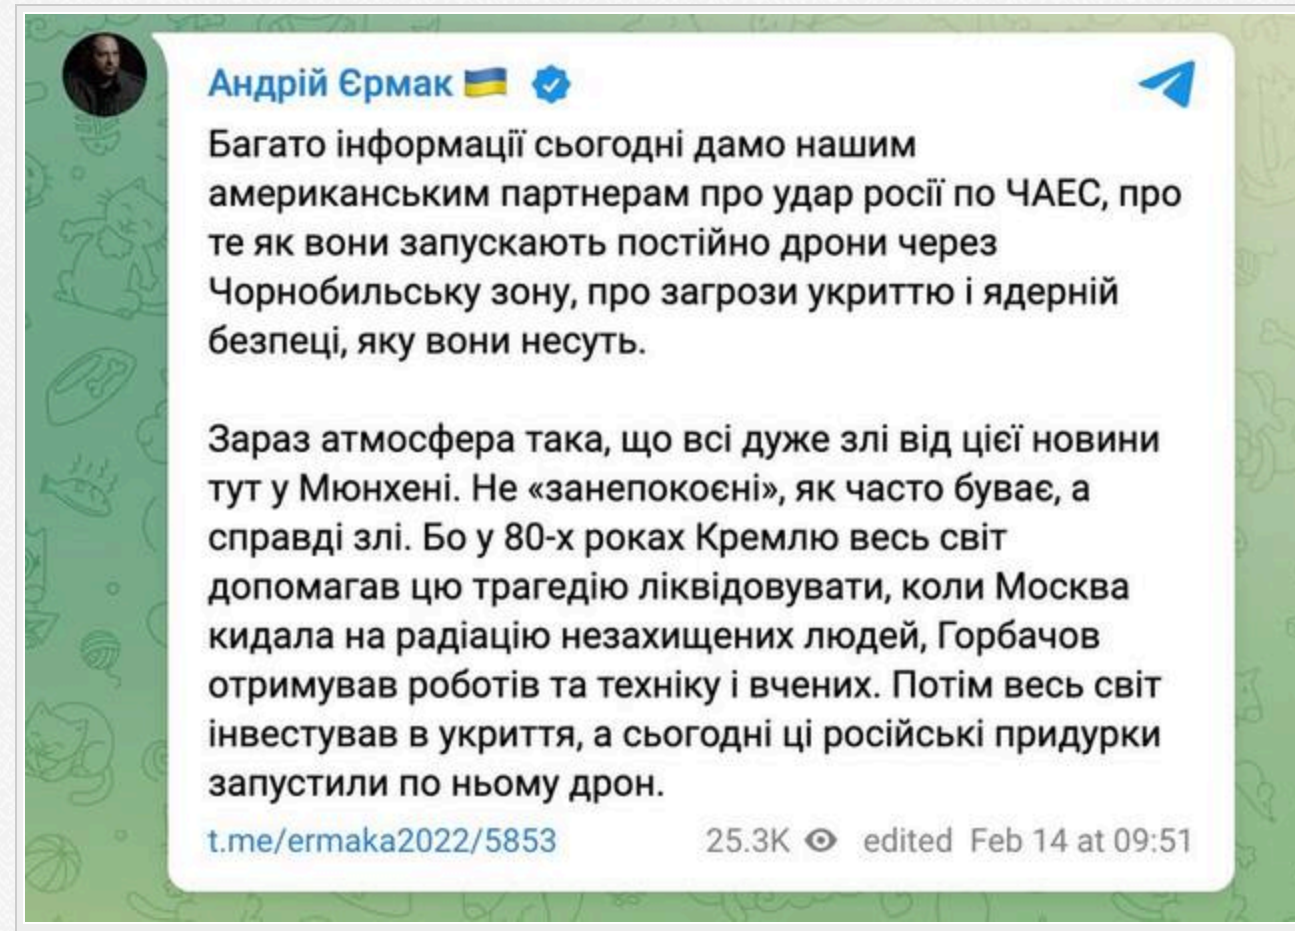 Андрій Єрмак 🇺🇦
Багато інформації сьогодні дамо нашим
американським партнерам про удар росії по ЧАЕС, про
те як вони запускають постійно дрони через
Чорнобильську зону, про загрози укриттю і ядерній
безпеці, яку вони несуть.
Зараз атмосфера така, що всі дуже злі від цієї новини
тут у Мюнхені. Не «занепокоєні», як часто буває, а
справді злі. Бо у 80-х роках Кремлю весь світ
допомагав цю трагедію ліквідовувати, коли Москва
кидала на радіацію незахищених людей, Горбачов
отримував роботів та техніку і вчених. Потім весь світ
інвестував в укриття, а сьогодні ці російські придурки
запустили по ньому дрон.
t.me/ermaka2022/5853 25.3K edited Feb 14 at 09:51